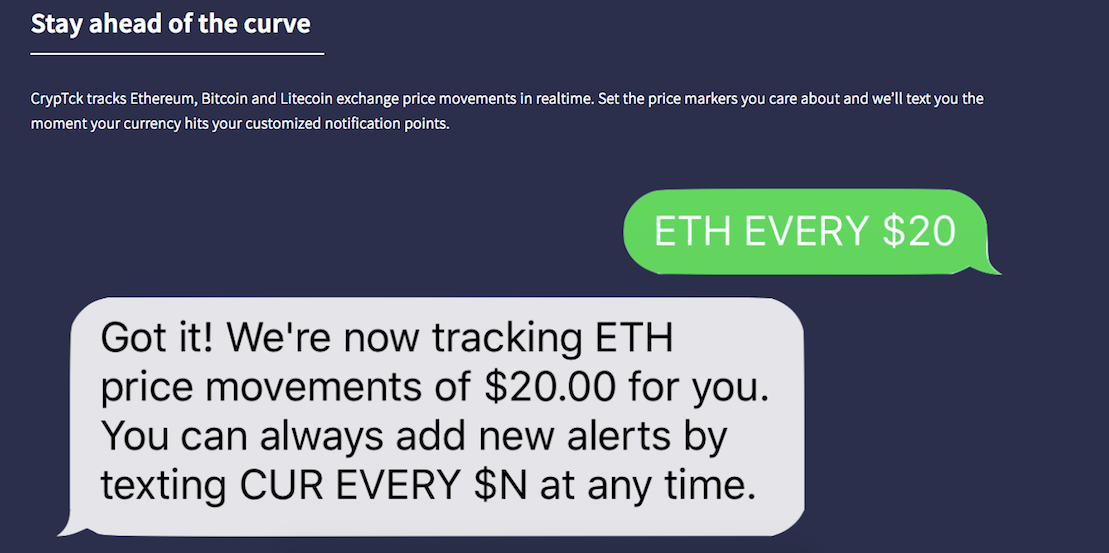 Stay ahead of the curve
CrypTck tracks Ethereum, Bitcoin and Litecoin exchange price movements in realtime. Set the price markers you care about and we'll text you the
moment your currency hits your customized notification points.
ETH EVERY $20
Got it! We're now tracking ETH
price movements of $20.00 for you.
You can always add new alerts by
texting CUR EVERY $N at any time.